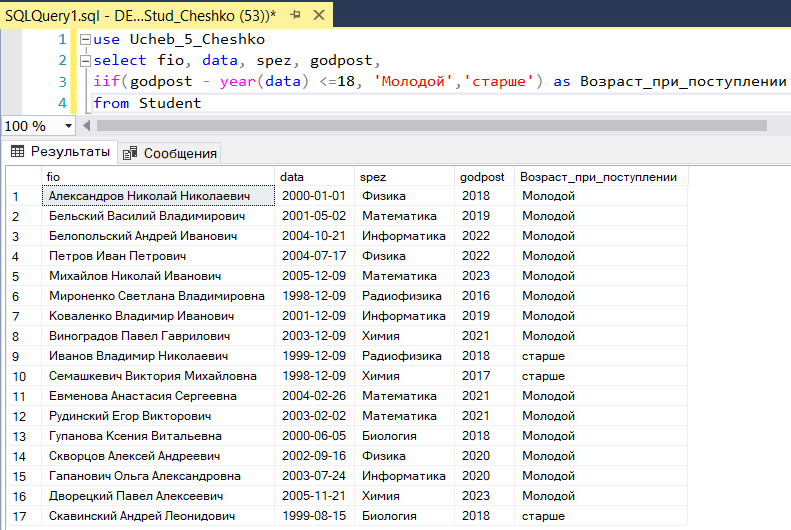 SQLQuery1.sql - DE...Stud_Cheshko (53))*
1 use Ucheb_5_Cheshko
2 select fio, data, spez, godpost,
3 iif(godpost - year(data) <=18, 'Молодой','старше') as Возраст_при_поступлении
4 from Student
100 %
Результаты Сообщения
fio data spez godpost Возраст_при_поступлении
1 Александров Николай Николаевич 2000-01-01 Физика 2018 Молодой
2 Бельский Василий Владимирович 2001-05-02 Математика 2019 Молодой
3 Белопольский Андрей Иванович 2004-10-21 Информатика 2022 Молодой
4 Петров Иван Петрович 2004-07-17 Физика 2022 Молодой
5 Михайлов Николай Иванович 2005-12-09 Математика 2023 Молодой
6 Мироненко Светлана Владимировна 1998-12-09 Радиофизика 2016 Молодой
7 Коваленко Владимир Иванович 2001-12-09 Информатика 2019 Молодой
8 Виноградов Павел Гаврилович 2003-12-09 Химия 2021 Молодой
9 Иванов Владимир Николаевич 1999-12-09 Радиофизика 2018 старше
10 Семашкевич Виктория Михайловна 1998-12-09 Химия 2017 старше
11 Евменова Анастасия Сергеевна 2004-02-26 Математика 2021 Молодой
12 Рудинский Егор Викторович 2003-02-02 Математика 2021 Молодой
13 Гупанова Ксения Витальевна 2000-06-05 Биология 2018 Молодой
14 Скворцов Алексей Андреевич 2002-09-16 Физика 2020 Молодой
15 Гапанович Ольга Александровна 2003-07-24 Информатика 2020 Молодой
16 Дворецкий Павел Алексеевич 2005-11-21 Химия 2023 Молодой
17 Скавинский Андрей Леонидович 1999-08-15 Биология 2018 старше